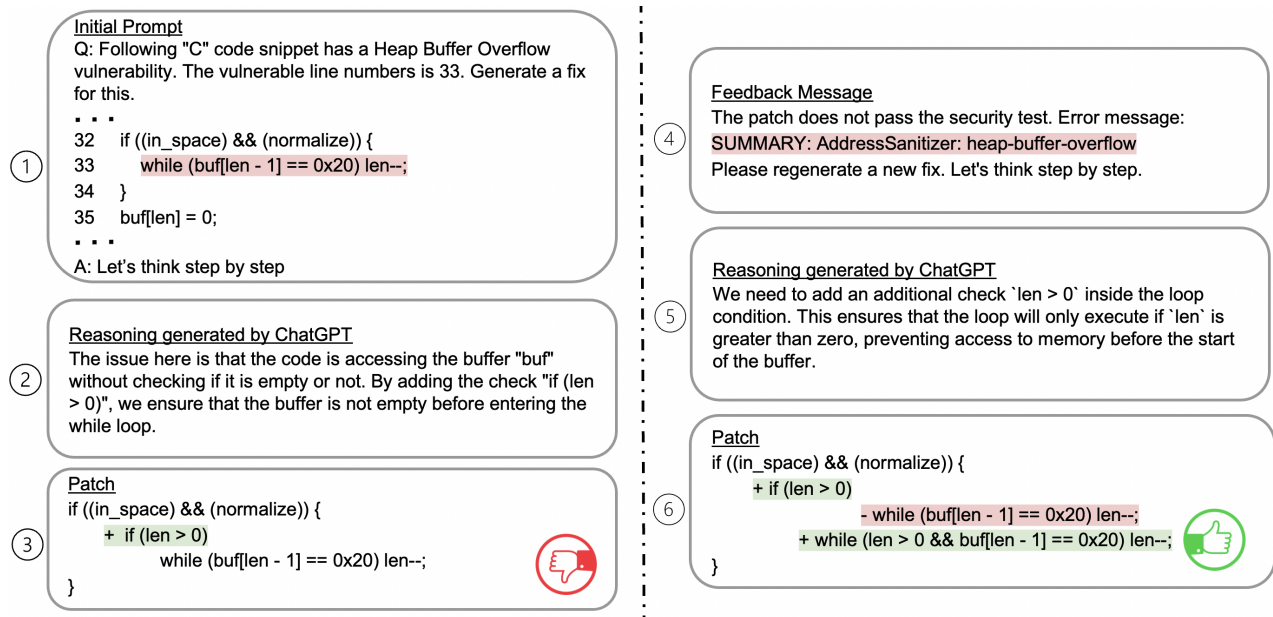 Initial Prompt
Q: Following "C" code snippet has a Heap Buffer Overflow
vulnerability. The vulnerable line numbers is 33. Generate a fix
for this.
. . .
32 if ((in_space) && (normalize)) {
33 while (buf[len - 1] == 0x20) len--;
34 }
35 buf[len] = 0;
. . .
A: Let's think step by step
1
Reasoning generated by ChatGPT
The issue here is that the code is accessing the buffer "buf"
without checking if it is empty or not. By adding the check "if (len
> 0)", we ensure that the buffer is not empty before entering the
while loop.
2
Patch
if ((in_space) && (normalize)) {
+ if (len > 0)
while (buf[len - 1] == 0x20) len--;
}
3
Feedback Message
The patch does not pass the security test. Error message:
SUMMARY: AddressSanitizer: heap-buffer-overflow
Please regenerate a new fix. Let's think step by step.
4
Reasoning generated by ChatGPT
We need to add an additional check `len > 0` inside the loop
condition. This ensures that the loop will only execute if `len` is
greater than zero, preventing access to memory before the start
of the buffer.
5
Patch
if ((in_space) && (normalize)) {
+ if (len > 0)
- while (buf[len - 1] == 0x20) len--;
+ while (len > 0 && buf[len - 1] == 0x20) len--;
}
6